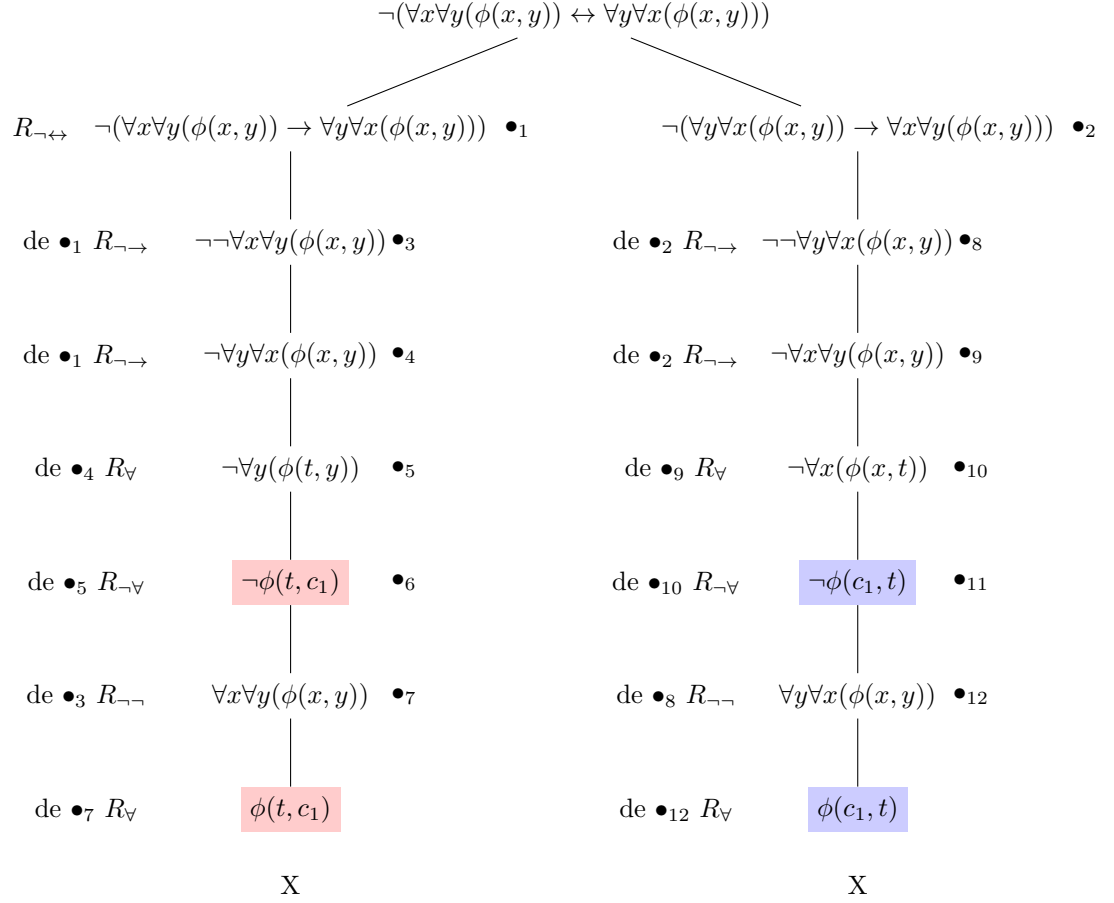 ¬(∀x∀y(ϕ(x, y)) ↔ ∀y∀x(ϕ(x, y)))
R¬↔ ¬(∀x∀y(ϕ(x, y)) → ∀y∀x(ϕ(x, y))) •₁ ¬(∀y∀x(ϕ(x, y)) → ∀x∀y(ϕ(x, y))) •₂
de •₁ R¬→ ¬¬∀x∀y(ϕ(x, y)) •₃ de •₂ R¬→ ¬¬∀y∀x(ϕ(x, y)) •₈
de •₁ R¬→ ¬∀y∀x(ϕ(x, y)) •₄ de •₂ R¬→ ¬∀x∀y(ϕ(x, y)) •₉
de •₄ R∀ ¬∀y(ϕ(t, y)) •₅ de •₉ R∀ ¬∀x(ϕ(x, t)) •₁₀
de •₅ R¬∀ ¬ϕ(t, c₁) •₆ de •₁₀ R¬∀ ¬ϕ(c₁, t) •₁₁
de •₃ R¬¬ ∀x∀y(ϕ(x, y)) •₇ de •₈ R¬¬ ∀y∀x(ϕ(x, y)) •₁₂
de •₇ R∀ ϕ(t, c₁) de •₁₂ R∀ ϕ(c₁, t)
X X